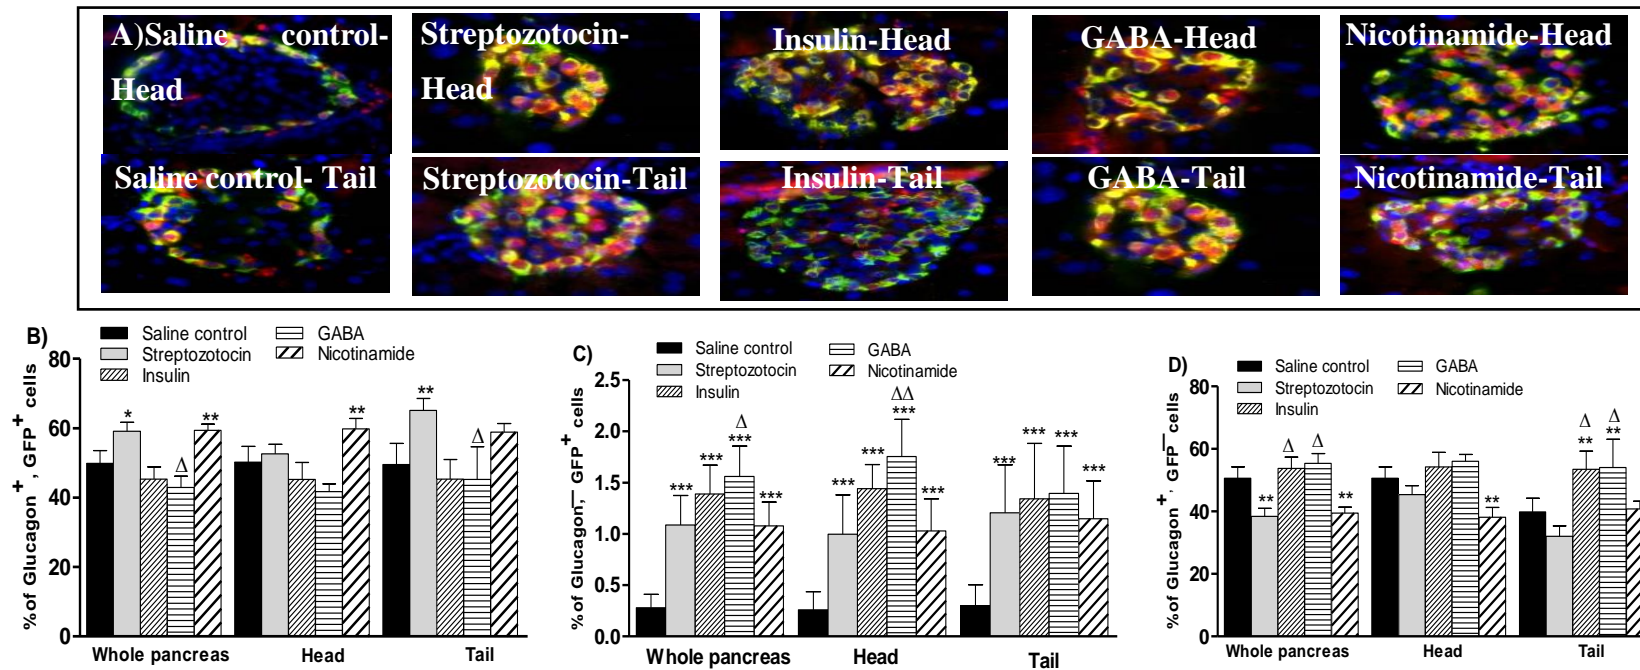 A)Saline control-
Head
Streptozotocin-
Head
Insulin-Head
GABA-Head
Nicotinamide-Head
Saline control- Tail
Streptozotocin-Tail
Insulin-Tail
GABA-Tail
Nicotinamide-Tail
B)
Saline control
Streptozotocin
Insulin
GABA
Nicotinamide
%of Glucagon⁺, GFP⁺ cells
80
60
40
20
0
* Δ **
**
** Δ
Whole pancreas Head Tail
C)
Saline control
Streptozotocin
Insulin
GABA
Nicotinamide
%of Glucagon⁻, GFP⁺ cells
2.5
2.0
1.5
1.0
0.5
0.0
*** *** Δ *** ***
*** *** ΔΔ *** ***
*** *** *** ***
Whole pancreas Head Tail
D)
Saline control
Streptozotocin
Insulin
GABA
Nicotinamide
%of Glucagon⁺, GFP⁻ cells
80
60
40
20
0
** Δ Δ **
**
Δ ** Δ **
Whole pancreas Head Tail